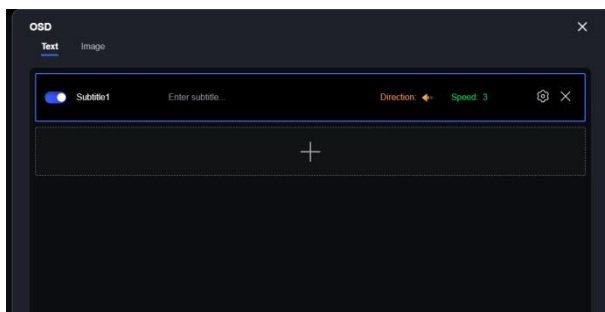 OSD
Text Image
Subtitle1 Enter subtitle... Direction: Speed: 3